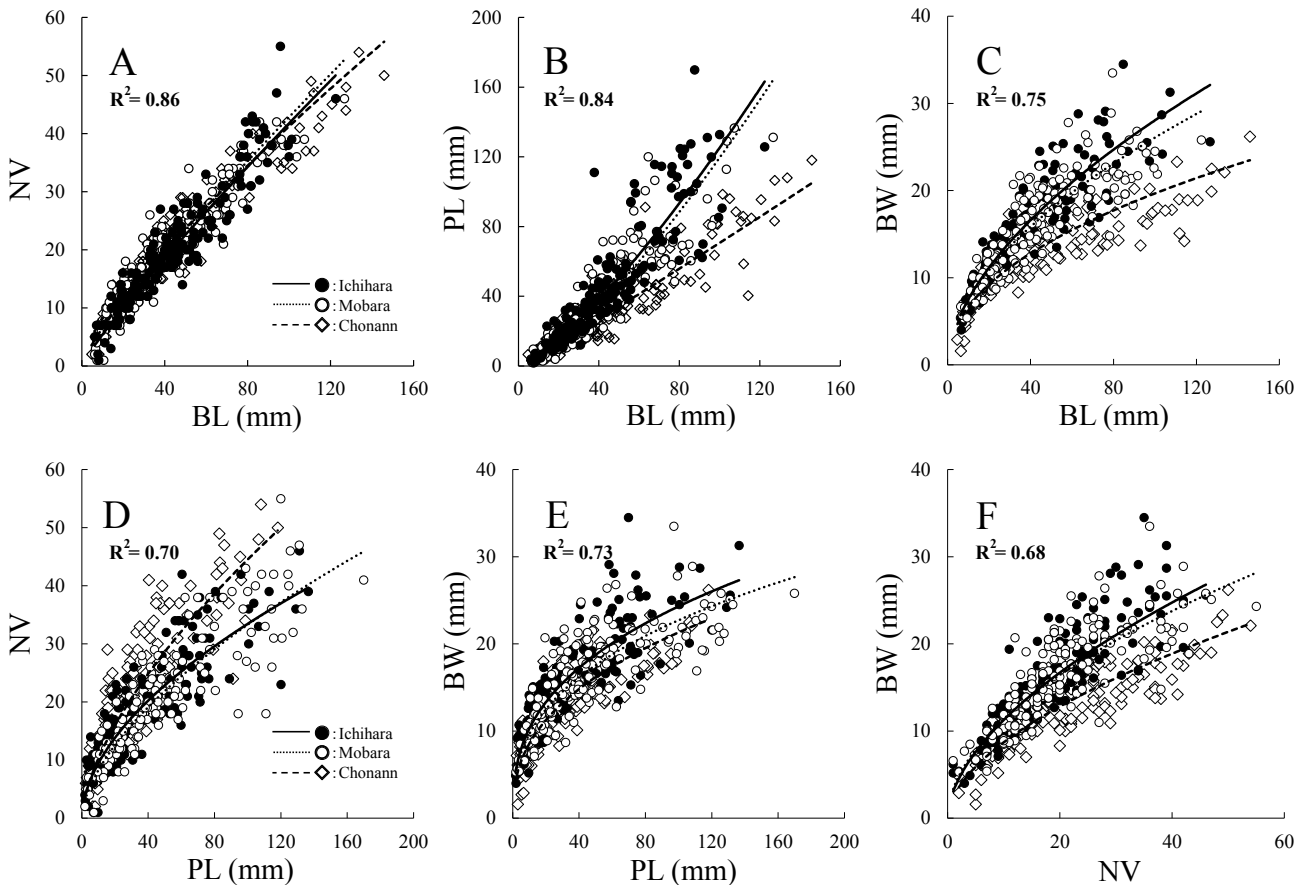 A
R²= 0.86
NV
60
50
40
30
20
10
0
0 40 80 120 160
BL (mm)
●: Ichihara
○: Mobara
◇: Chonann
B
R²= 0.84
PL (mm)
200
160
120
80
40
0
0 40 80 120 160
BL (mm)
C
R²= 0.75
BW (mm)
40
30
20
10
0
0 40 80 120 160
BL (mm)
D
R²= 0.70
NV
60
50
40
30
20
10
0
0 40 80 120 160 200
PL (mm)
●: Ichihara
○: Mobara
◇: Chonann
E
R²= 0.73
BW (mm)
40
30
20
10
0
0 40 80 120 160 200
PL (mm)
F
R²= 0.68
BW (mm)
40
30
20
10
0
0 20 40 60
NV